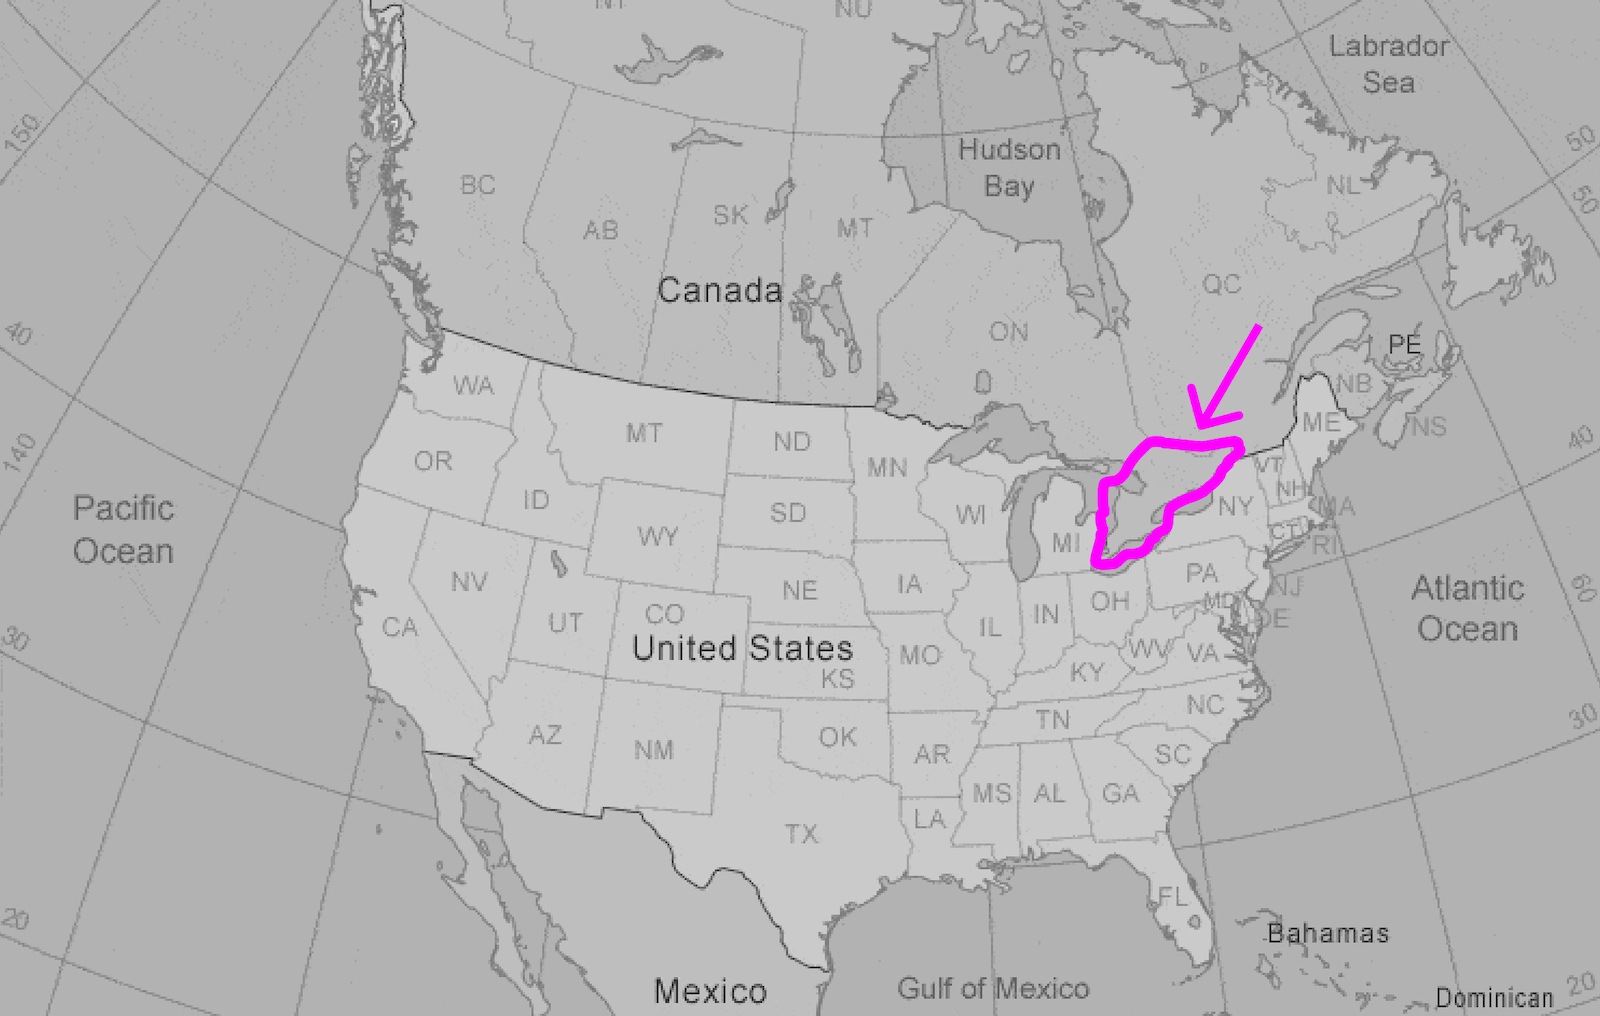 NT
NU
Labrador
Sea
150
50
Hudson
Bay
BC
NL
50
SK
AB
MT
QC
Canada
40
ON
PE
WA
NB
MT
ND
ME
NS
40
140
OR
MN
VT
ID
NH
Pacific
Ocean
SD
WI
NY
MA
WY
MI
CT
RI
NV
NE
IA
PA
NJ
Atlantic
Ocean
60
CO
UT
IN
OH
MD
DE
30
CA
IL
United States
MO
WV
VA
KS
KY
NC
TN
30
AZ
NM
OK
AR
SC
MS
AL
GA
TX
LA
FL
20
Bahamas
Mexico
Gulf of Mexico
20
Dominican